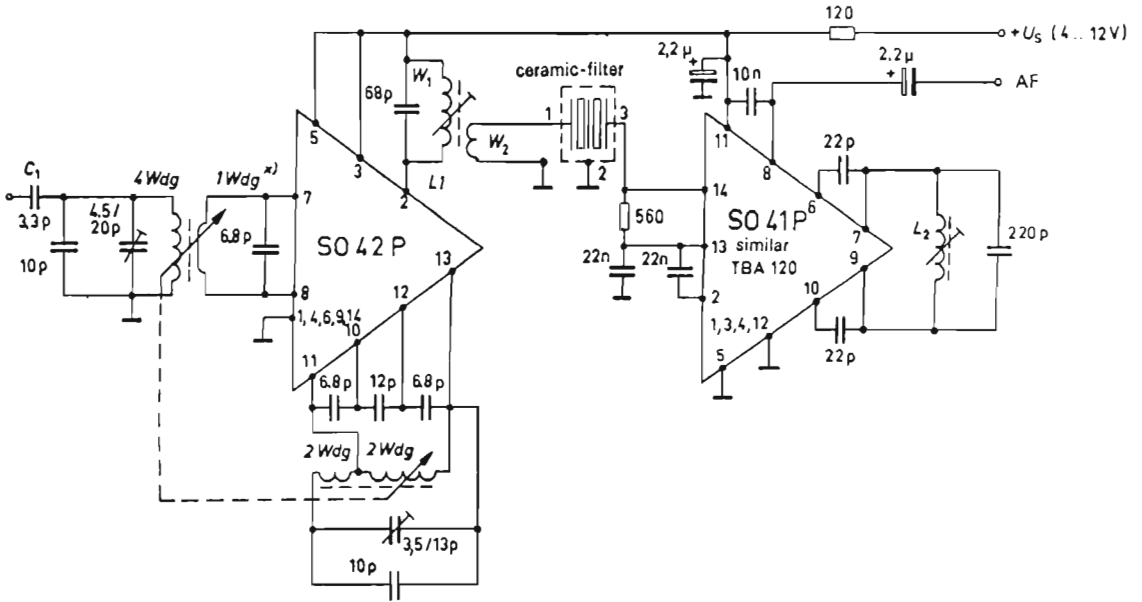 120
+U_S (4 .. 12V)
2,2µ
+
2.2µ
+
AF
ceramic-filter
10n
W₁
68p
1
3
2
W₂
L1
5
3
2
11
8
22p
6
C₁
3,3p
4Wdg
1Wdg ˣ⁾
7
4.5/
20p
6.8p
10p
8
SO 42 P
13
12
1,4,6,9,14
10
11
14
560
13
22n
22n
2
SO 41 P
similar
TBA 120
7
9
10
L₂
220p
1,3,4,12
5
22p
6.8p
12p
6.8p
2Wdg
2Wdg
3,5/13p
10p